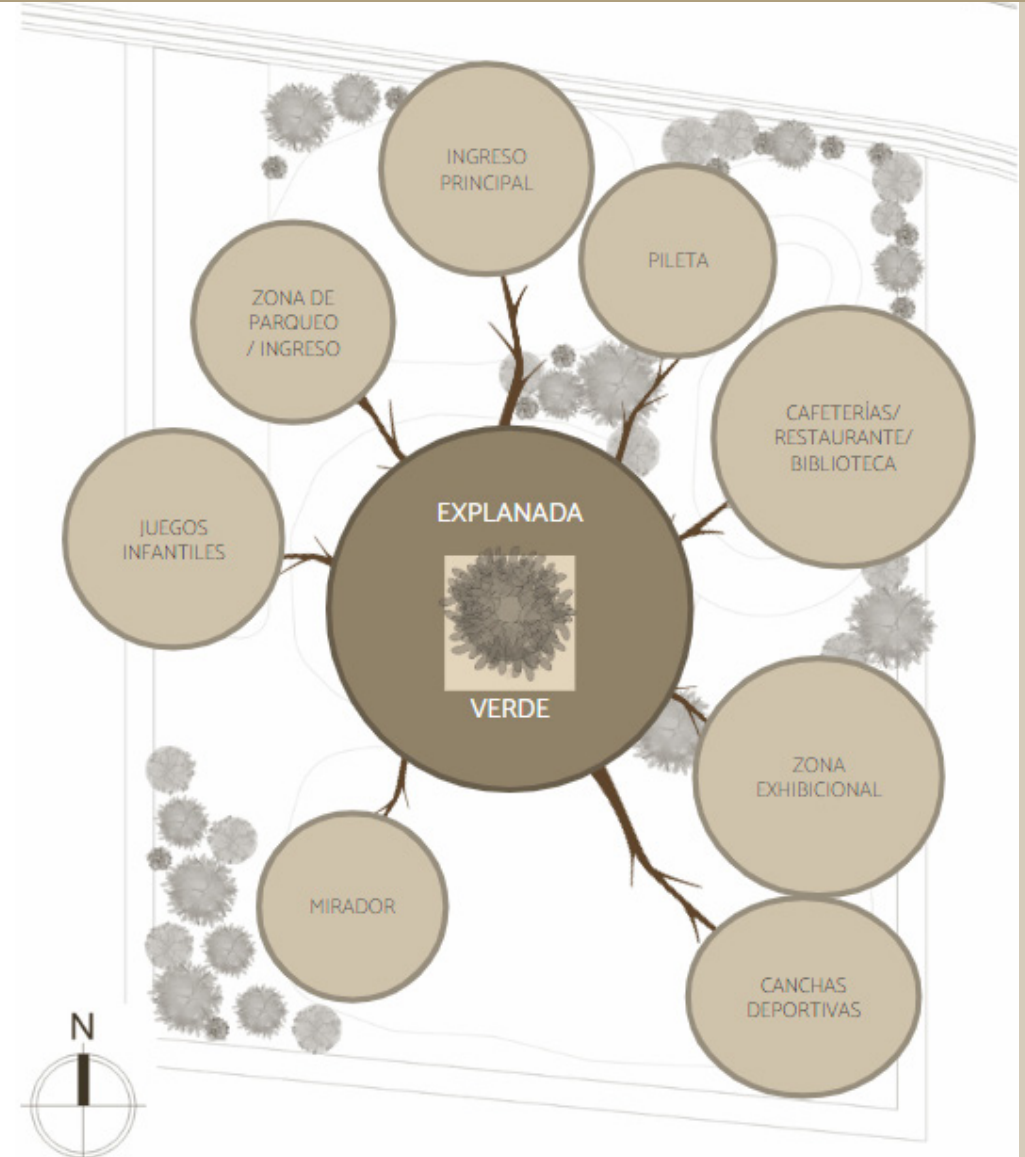 INGRESO
PRINCIPAL
PILETA
ZONA DE
PARQUEO
/ INGRESO
CAFETERÍAS/
RESTAURANTE/
BIBLIOTECA
JUEGOS
INFANTILES
EXPLANADA
VERDE
ZONA
EXHIBICIONAL
MIRADOR
CANCHAS
DEPORTIVAS
N